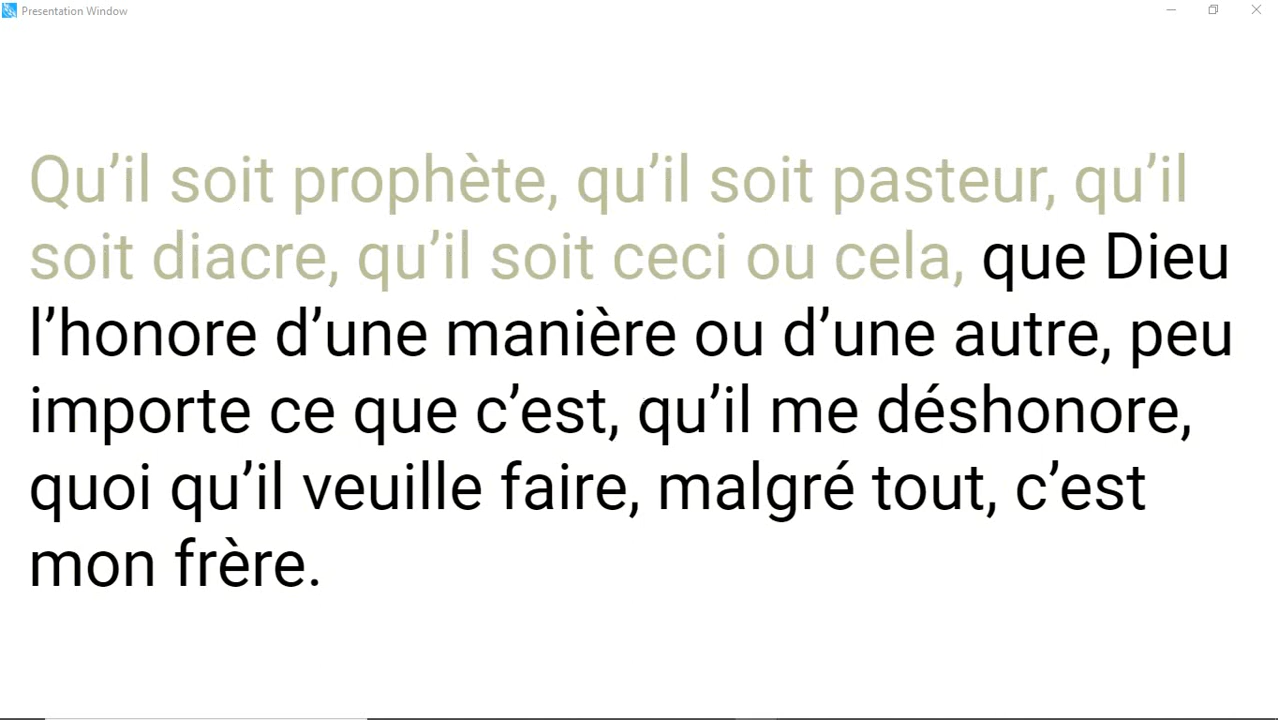 Presentation Window
Qu’il soit prophète, qu’il soit pasteur, qu’il
soit diacre, qu’il soit ceci ou cela, que Dieu
l’honore d’une manière ou d’une autre, peu
importe ce que c’est, qu’il me déshonore,
quoi qu’il veuille faire, malgré tout, c’est
mon frère.